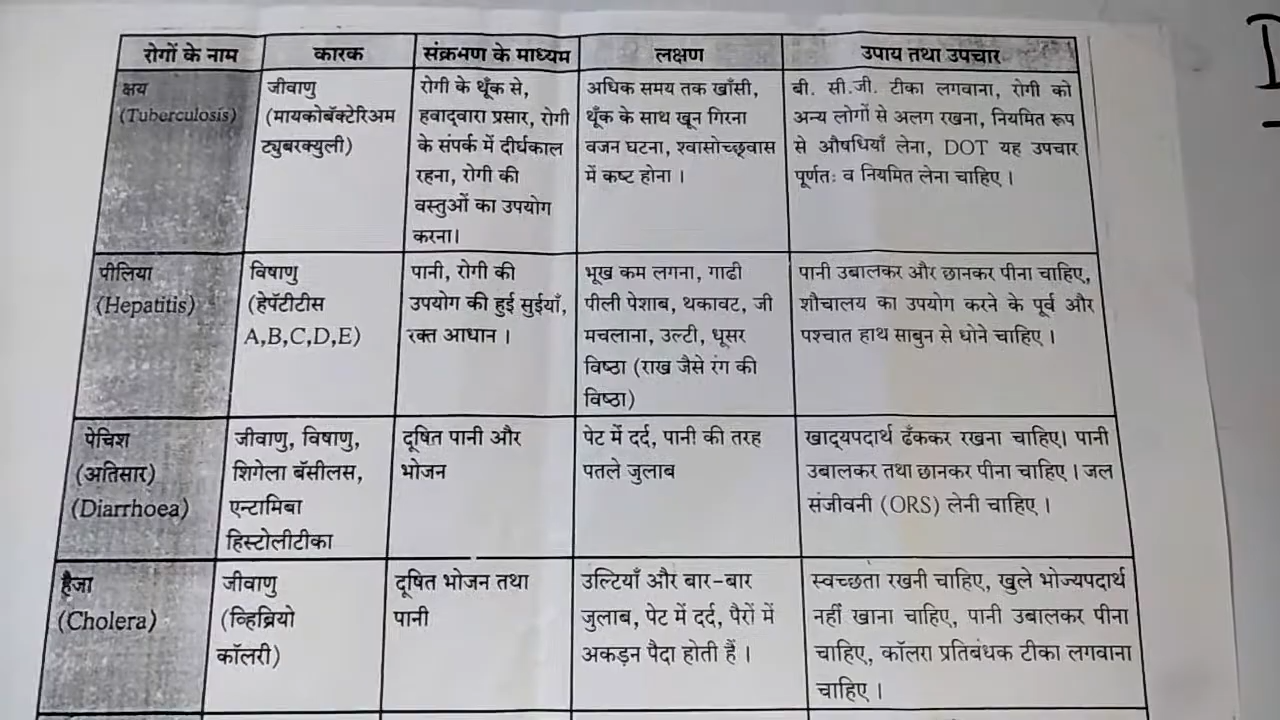 रोगों के नाम
कारक
संक्रमण के माध्यम
लक्षण
उपाय तथा उपचार
क्षय
(Tuberculosis)
जीवाणु
(मायकोबॅक्टेरिअम
ट्युबरक्युली)
रोगी के थूँक से,
हवाद्वारा प्रसार, रोगी
के संपर्क में दीर्घकाल
रहना, रोगी की
वस्तुओं का उपयोग
करना।
अधिक समय तक खाँसी,
थूँक के साथ खून गिरना
वजन घटना, श्वासोच्छ्वास
में कष्ट होना ।
बी. सी.जी. टीका लगवाना, रोगी को
अन्य लोगों से अलग रखना, नियमित रूप
से औषधियाँ लेना, DOT यह उपचार
पूर्णतः व नियमित लेना चाहिए ।
पीलिया
(Hepatitis)
विषाणु
(हेपॅटीटीस
A,B,C,D,E)
पानी, रोगी की
उपयोग की हुई सुईयाँ,
रक्त आधान ।
भूख कम लगना, गाढी
पीली पेशाब, थकावट, जी
मचलाना, उल्टी, धूसर
विष्ठा (राख जैसे रंग की
विष्ठा)
पानी उबालकर और छानकर पीना चाहिए,
शौचालय का उपयोग करने के पूर्व और
पश्चात हाथ साबुन से धोने चाहिए ।
पेचिश
(अतिसार)
(Diarrhoea)
जीवाणु, विषाणु,
शिगेला बॅसीलस,
एन्टामिबा
हिस्टोलीटीका
दूषित पानी और
भोजन
पेट में दर्द, पानी की तरह
पतले जुलाब
खाद्यपदार्थ ढँककर रखना चाहिए। पानी
उबालकर तथा छानकर पीना चाहिए । जल
संजीवनी (ORS) लेनी चाहिए ।
हैजा
(Cholera)
जीवाणु
(व्हिब्रियो
कॉलरी)
दूषित भोजन तथा
पानी
उल्टियाँ और बार-बार
जुलाब, पेट में दर्द, पैरों में
अकड़न पैदा होती हैं ।
स्वच्छता रखनी चाहिए, खुले भोज्यपदार्थ
नहीं खाना चाहिए, पानी उबालकर पीना
चाहिए, कॉलरा प्रतिबंधक टीका लगवाना
चाहिए ।